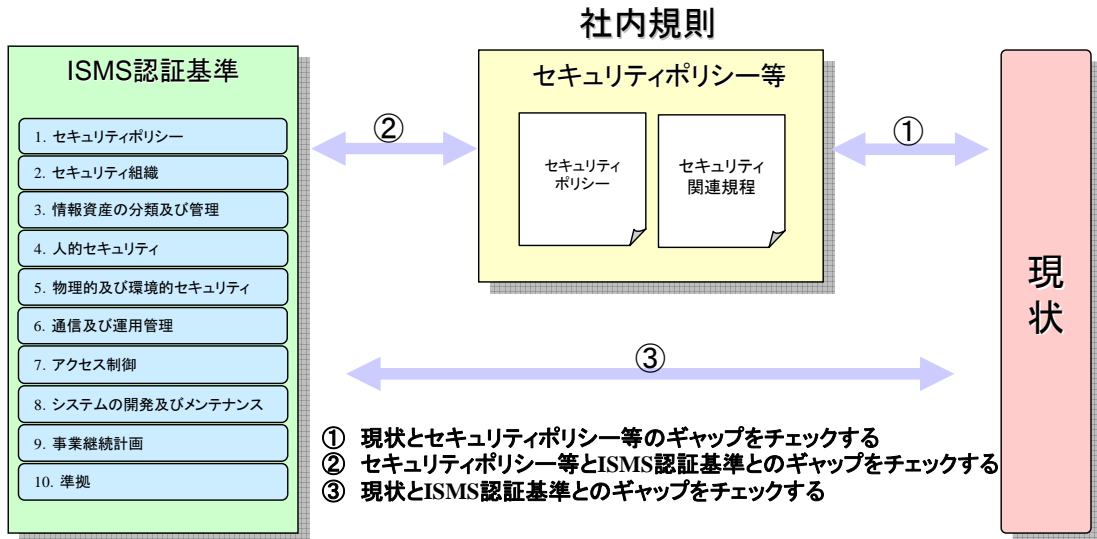 社内規則
ISMS認証基準
1. セキュリティポリシー
2. セキュリティ組織
3. 情報資産の分類及び管理
4. 人的セキュリティ
5. 物理的及び環境的セキュリティ
6. 通信及び運用管理
7. アクセス制御
8. システムの開発及びメンテナンス
9. 事業継続計画
10. 準拠
②
セキュリティポリシー等
セキュリティ
ポリシー
セキュリティ
関連規程
①
現
状
③
① 現状とセキュリティポリシー等のギャップをチェックする
② セキュリティポリシー等とISMS認証基準とのギャップをチェックする
③ 現状とISMS認証基準とのギャップをチェックする